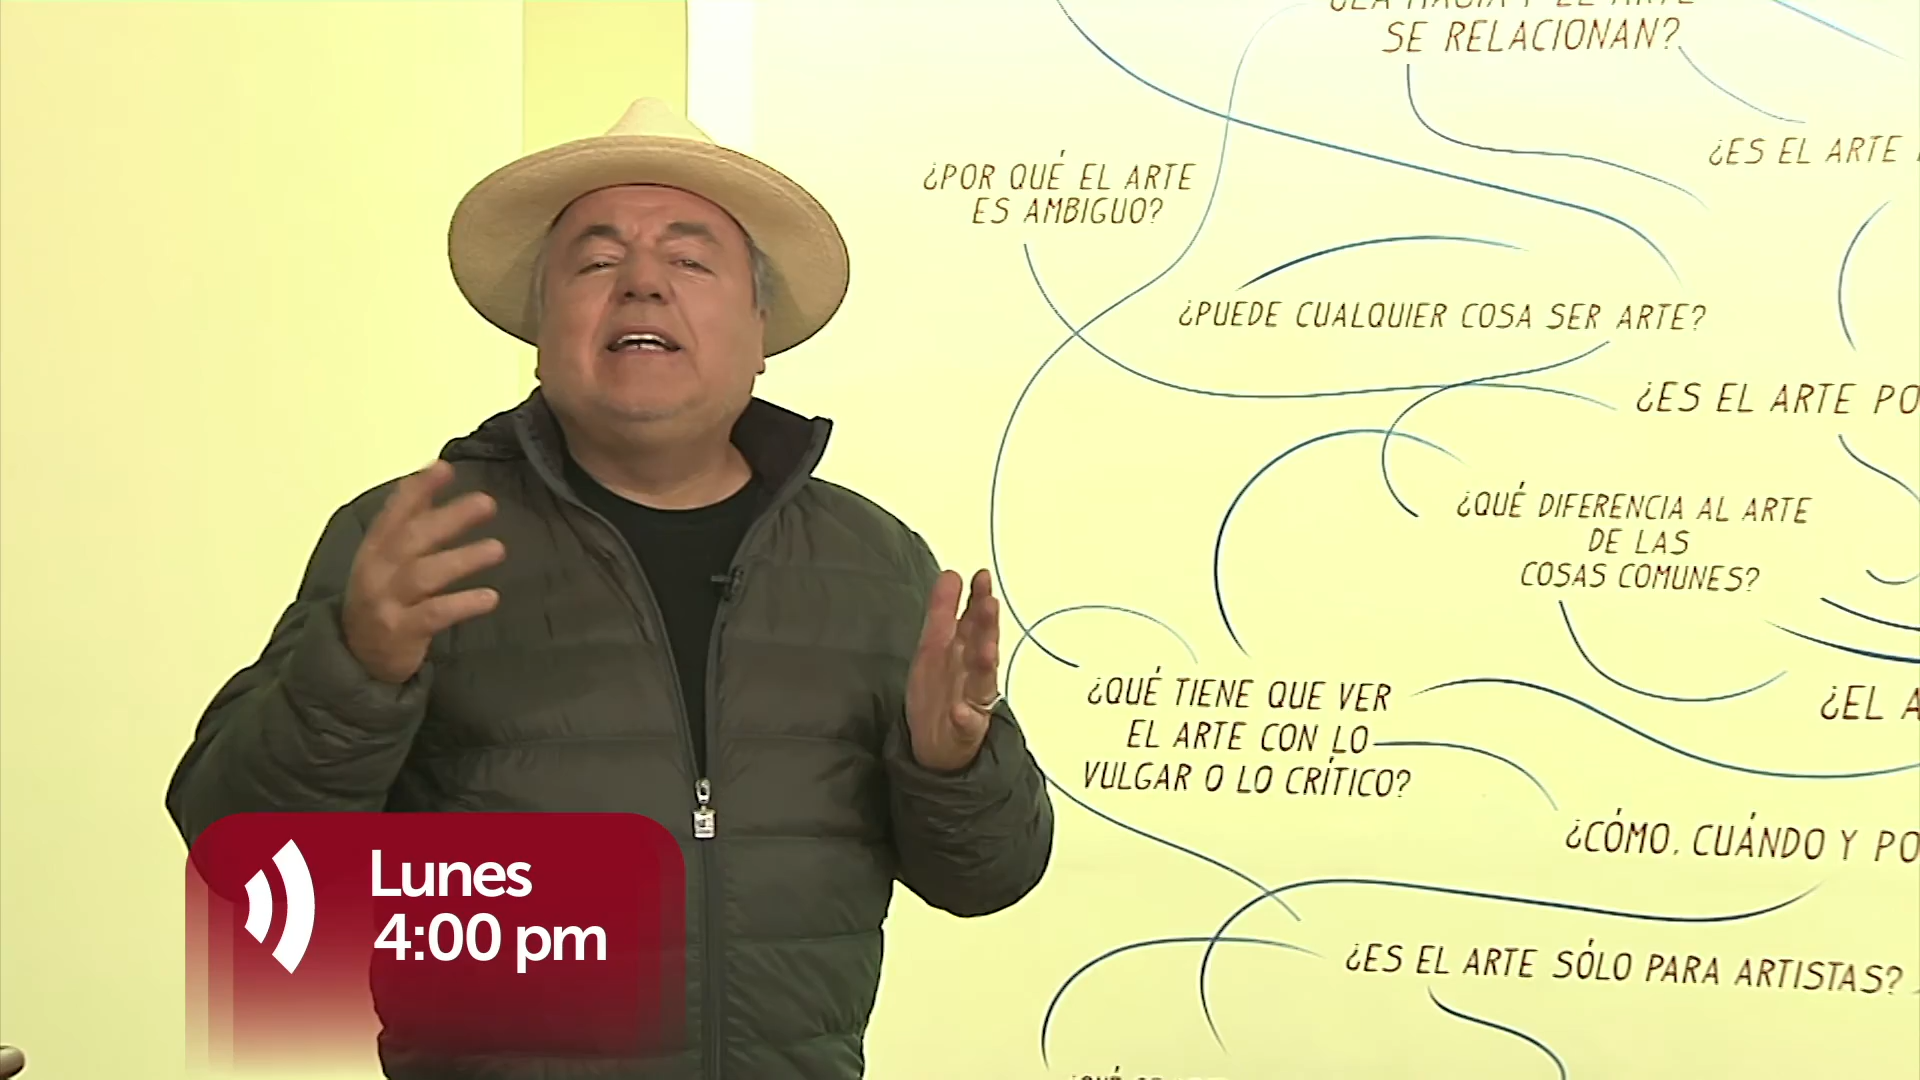 SE RELACIONAN?
¿ES EL ARTE
¿POR QUÉ EL ARTE
ES AMBIGUO?
¿PUEDE CUALQUIER COSA SER ARTE?
¿ES EL ARTE PO
¿QUÉ DIFERENCIA AL ARTE
DE LAS
COSAS COMUNES?
¿QUÉ TIENE QUE VER
EL ARTE CON LO
VULGAR O LO CRÍTICO?
¿EL A
¿CÓMO, CUÁNDO Y PO
¿ES EL ARTE SÓLO PARA ARTISTAS?
Lunes
4:00 pm